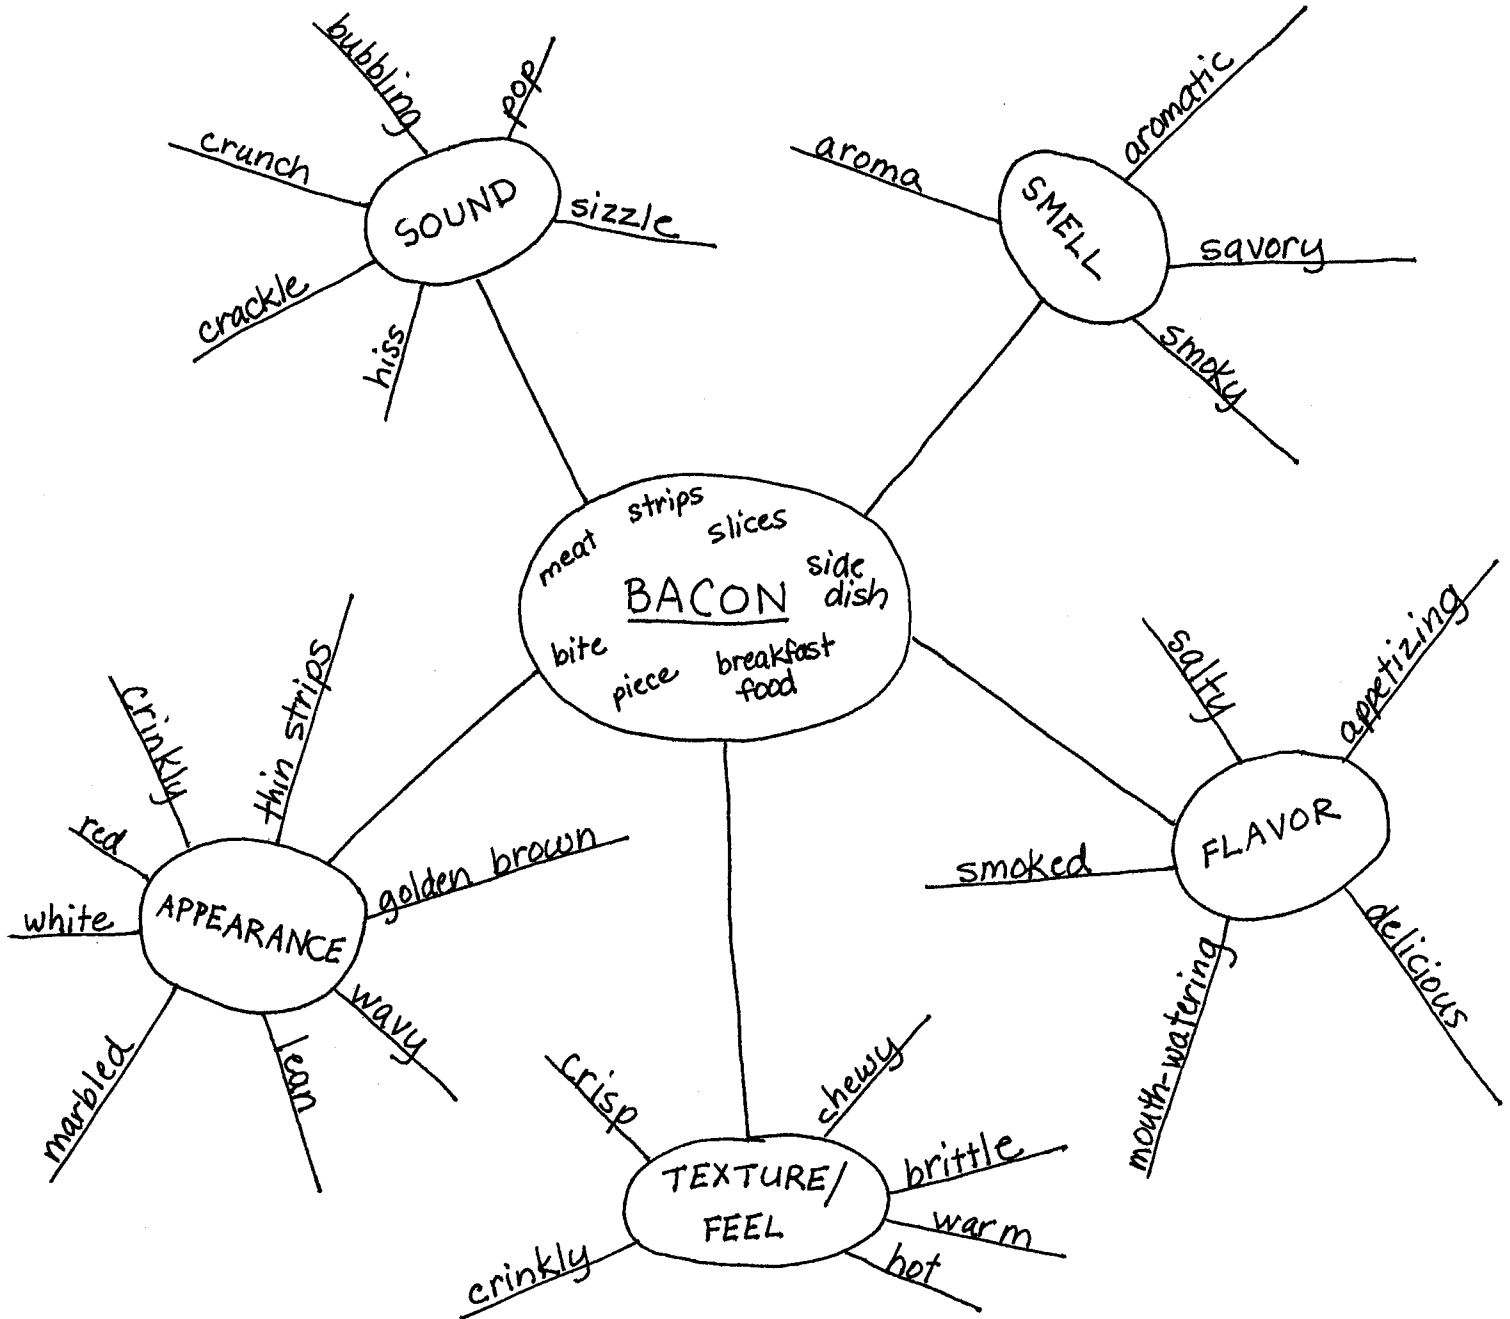 bubbling
pop
crunch
SOUND
sizzle
crackle
hiss
aroma
aromatic
SMELL
savory
smoky
strips
slices
meat
side
dish
BACON
bite
piece
breakfast
food
crinkly
thin strips
red
golden brown
white
APPEARANCE
wavy
marbled
lean
salty
appetizing
FLAVOR
smoked
delicious
mouth-watering
crisp
chewy
TEXTURE/
FEEL
brittle
warm
hot
crinkly